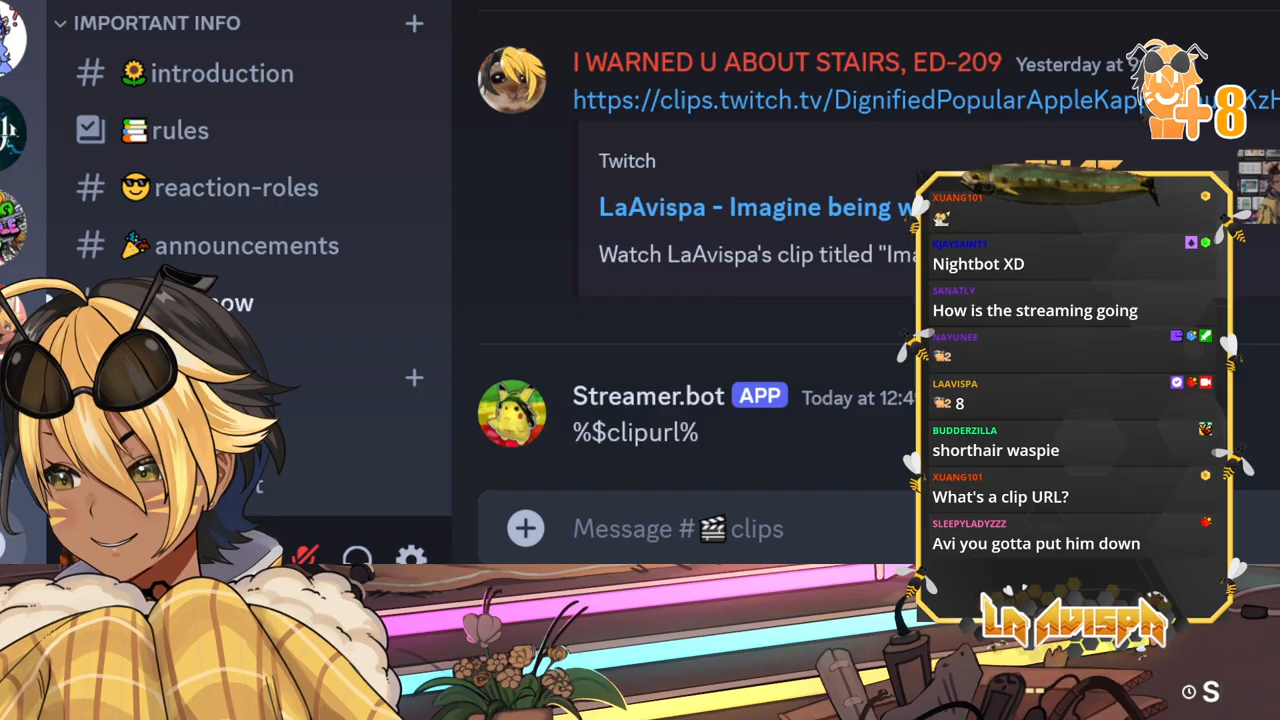 IMPORTANT INFO
introduction
rules
reaction-roles
announcements
I WARNED U ABOUT STAIRS, ED-209 Yesterday at 9
https://clips.twitch.tv/DignifiedPopularAppleKap
Twitch
LaAvispa - Imagine being w
Watch LaAvispa's clip titled "Ima
Streamer.bot APP Today at 12:4
%$clipurl%
Message # clips
+8
XUANG101
KJAYSAINT1
Nightbot XD
SANATLY
How is the streaming going
NAYUNEE
2
LAAVISPA
2 8
BUDDERZILLA
shorthair waspie
XUANG101
What's a clip URL?
SLEEPYLADYZZZ
Avi you gotta put him down
LA AVISPA
S